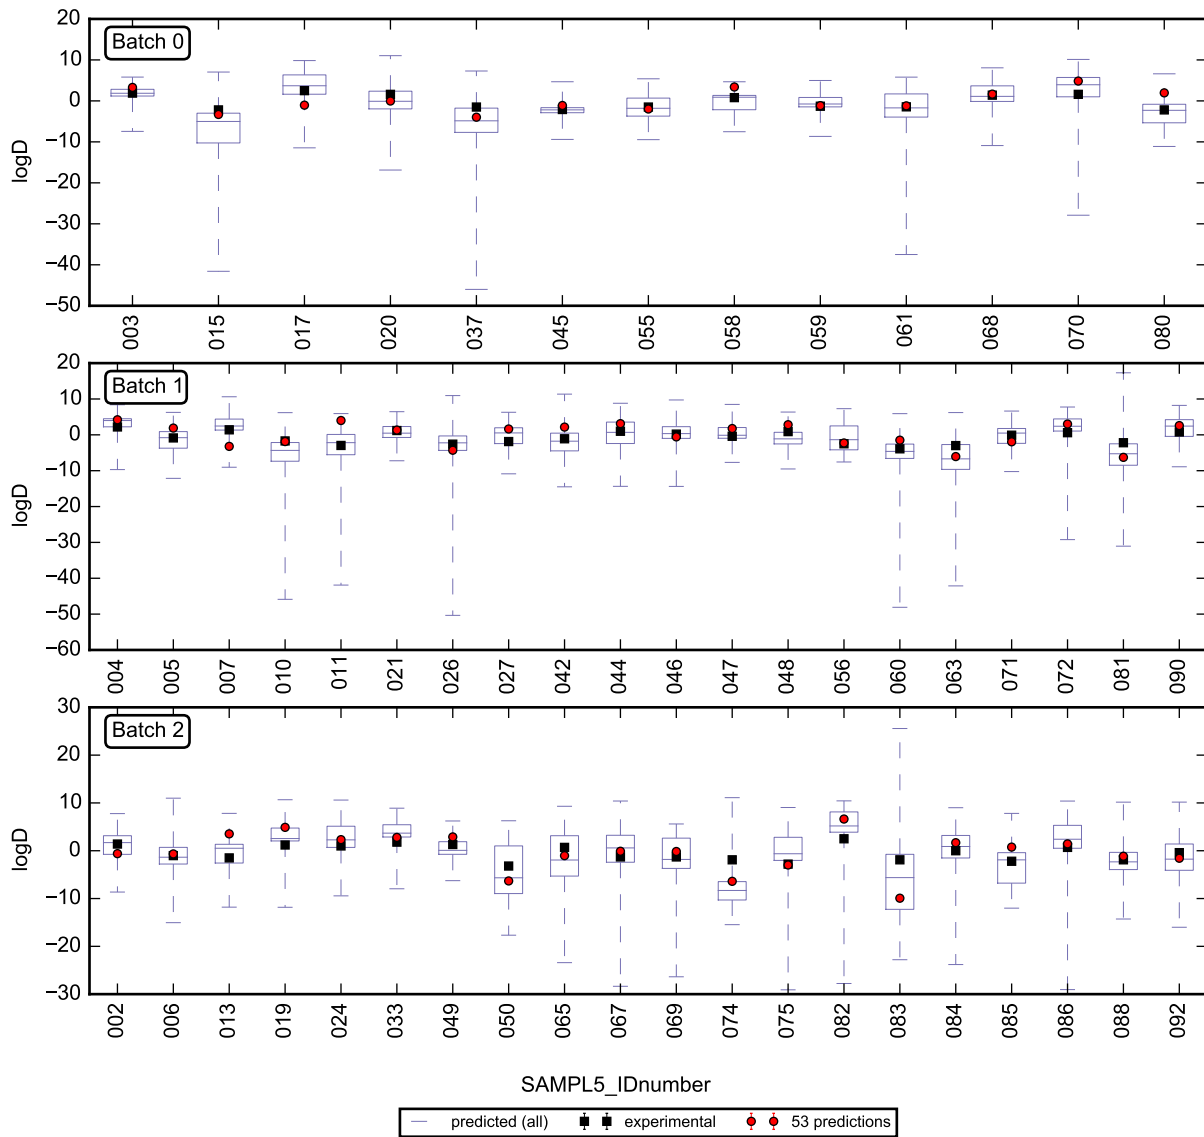 Batch 0
20
10
0
−10
−20
−30
−40
−50
logD
003 015 017 020 037 045 055 058 059 061 068 070 080
Batch 1
20
10
0
−10
−20
−30
−40
−50
−60
logD
004 005 007 010 011 021 026 027 042 044 046 047 048 056 060 063 071 072 081 090
Batch 2
30
20
10
0
−10
−20
−30
logD
002 006 013 019 024 033 049 050 065 067 069 074 075 082 083 084 085 086 088 092
SAMPL5_IDnumber
predicted (all) experimental 53 predictions